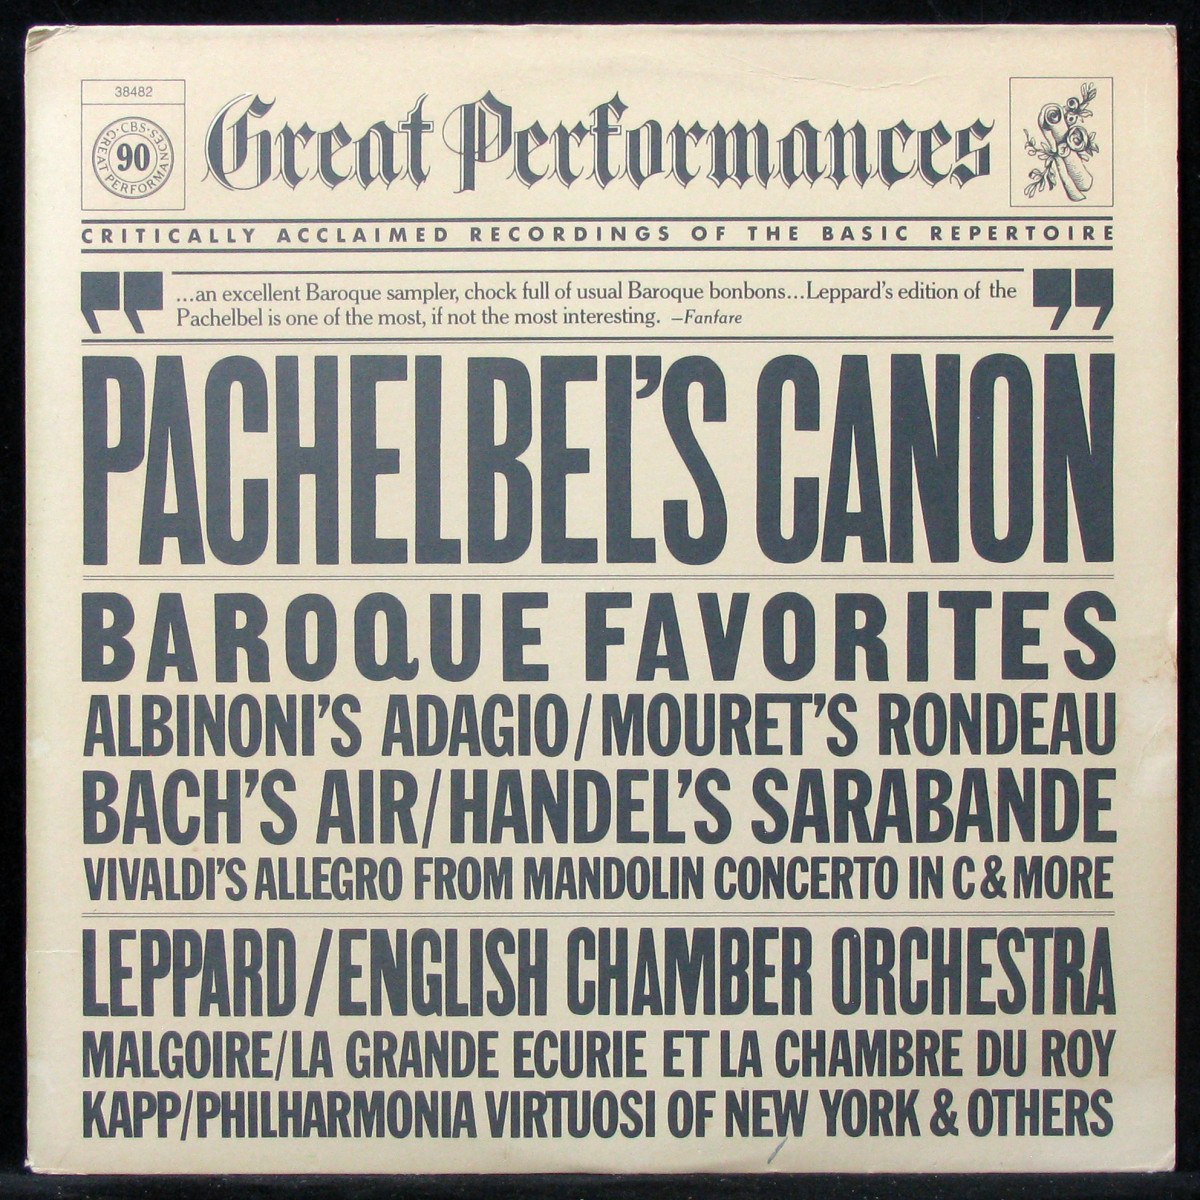 38482
·CBS·
GREAT PERFORMANCES
90
Great Performances
CRITICALLY ACCLAIMED RECORDINGS OF THE BASIC REPERTOIRE
“ ...an excellent Baroque sampler, chock full of usual Baroque bonbons...Leppard's edition of the
Pachelbel is one of the most, if not the most interesting. –Fanfare ”
PACHELBEL'S CANON
BAROQUE FAVORITES
ALBINONI'S ADAGIO/MOURET'S RONDEAU
BACH'S AIR/HANDEL'S SARABANDE
VIVALDI'S ALLEGRO FROM MANDOLIN CONCERTO IN C & MORE
LEPPARD/ENGLISH CHAMBER ORCHESTRA
MALGOIRE/LA GRANDE ECURIE ET LA CHAMBRE DU ROY
KAPP/PHILHARMONIA VIRTUOSI OF NEW YORK & OTHERS